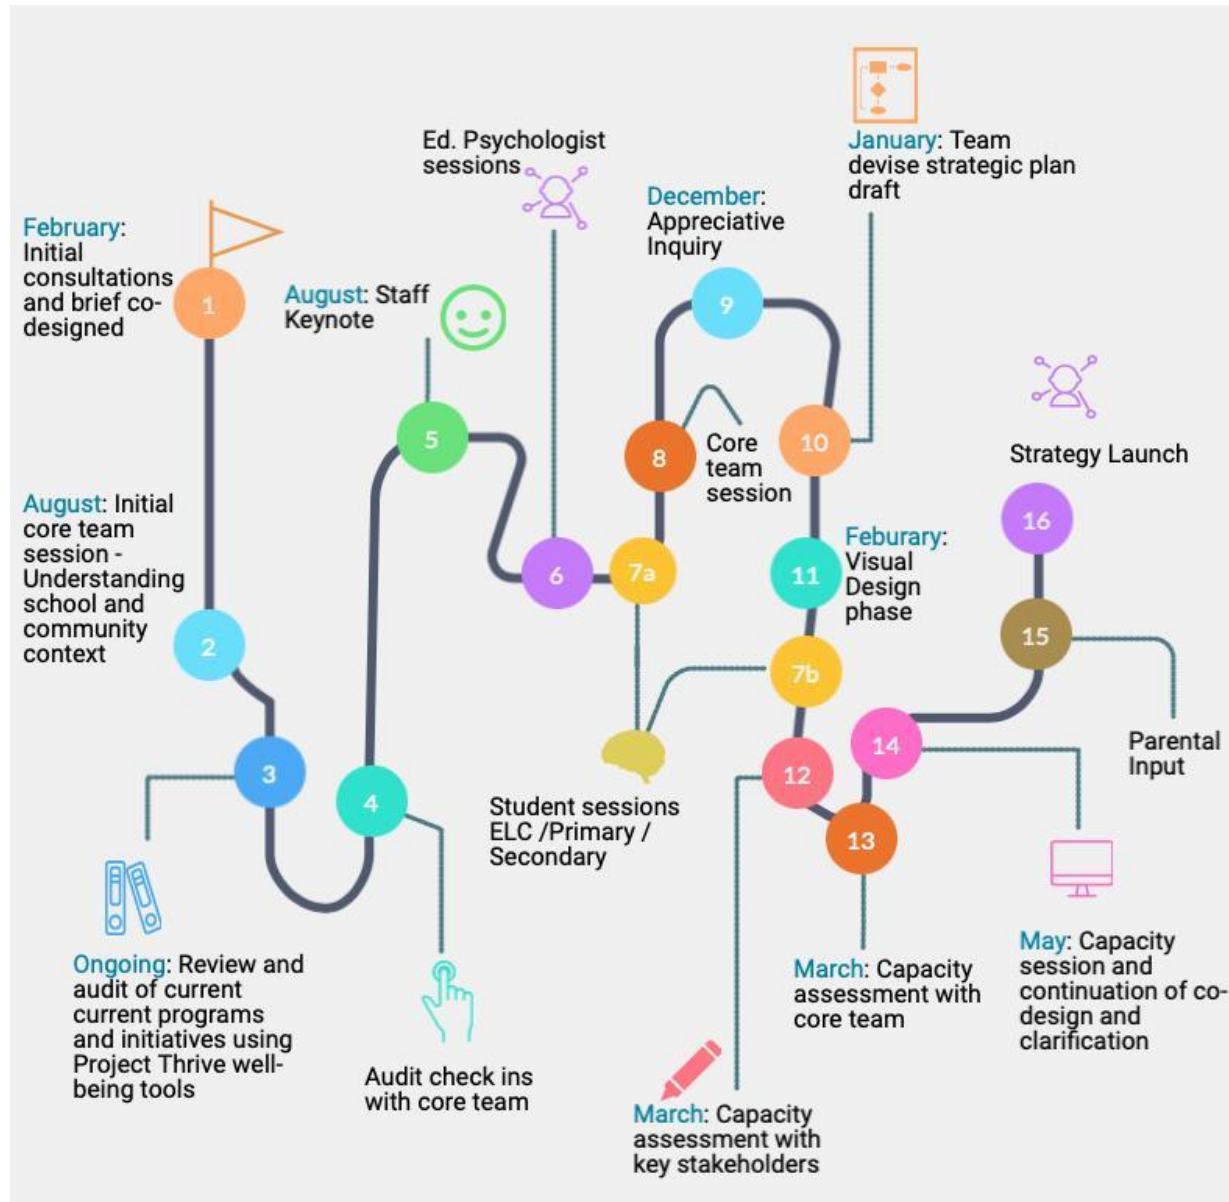 February:
Initial
consultations
and brief co-
designed
1
August: Initial
core team
session -
Understanding
school and
community
context
2
3
Ongoing: Review and
audit of current
current programs
and initiatives using
Project Thrive well-
being tools
4
Audit check ins
with core team
August: Staff
Keynote
5
Ed. Psychologist
sessions
6
7a
Student sessions
ELC /Primary /
Secondary
8
Core
team
session
December:
Appreciative
Inquiry
9
January: Team
devise strategic plan
draft
10
11
Feburary:
Visual
Design
phase
7b
12
March: Capacity
assessment with
key stakeholders
13
March: Capacity
assessment with
core team
14
May: Capacity
session and
continuation of co-
design and
clarification
15
Parental
Input
Strategy Launch
16